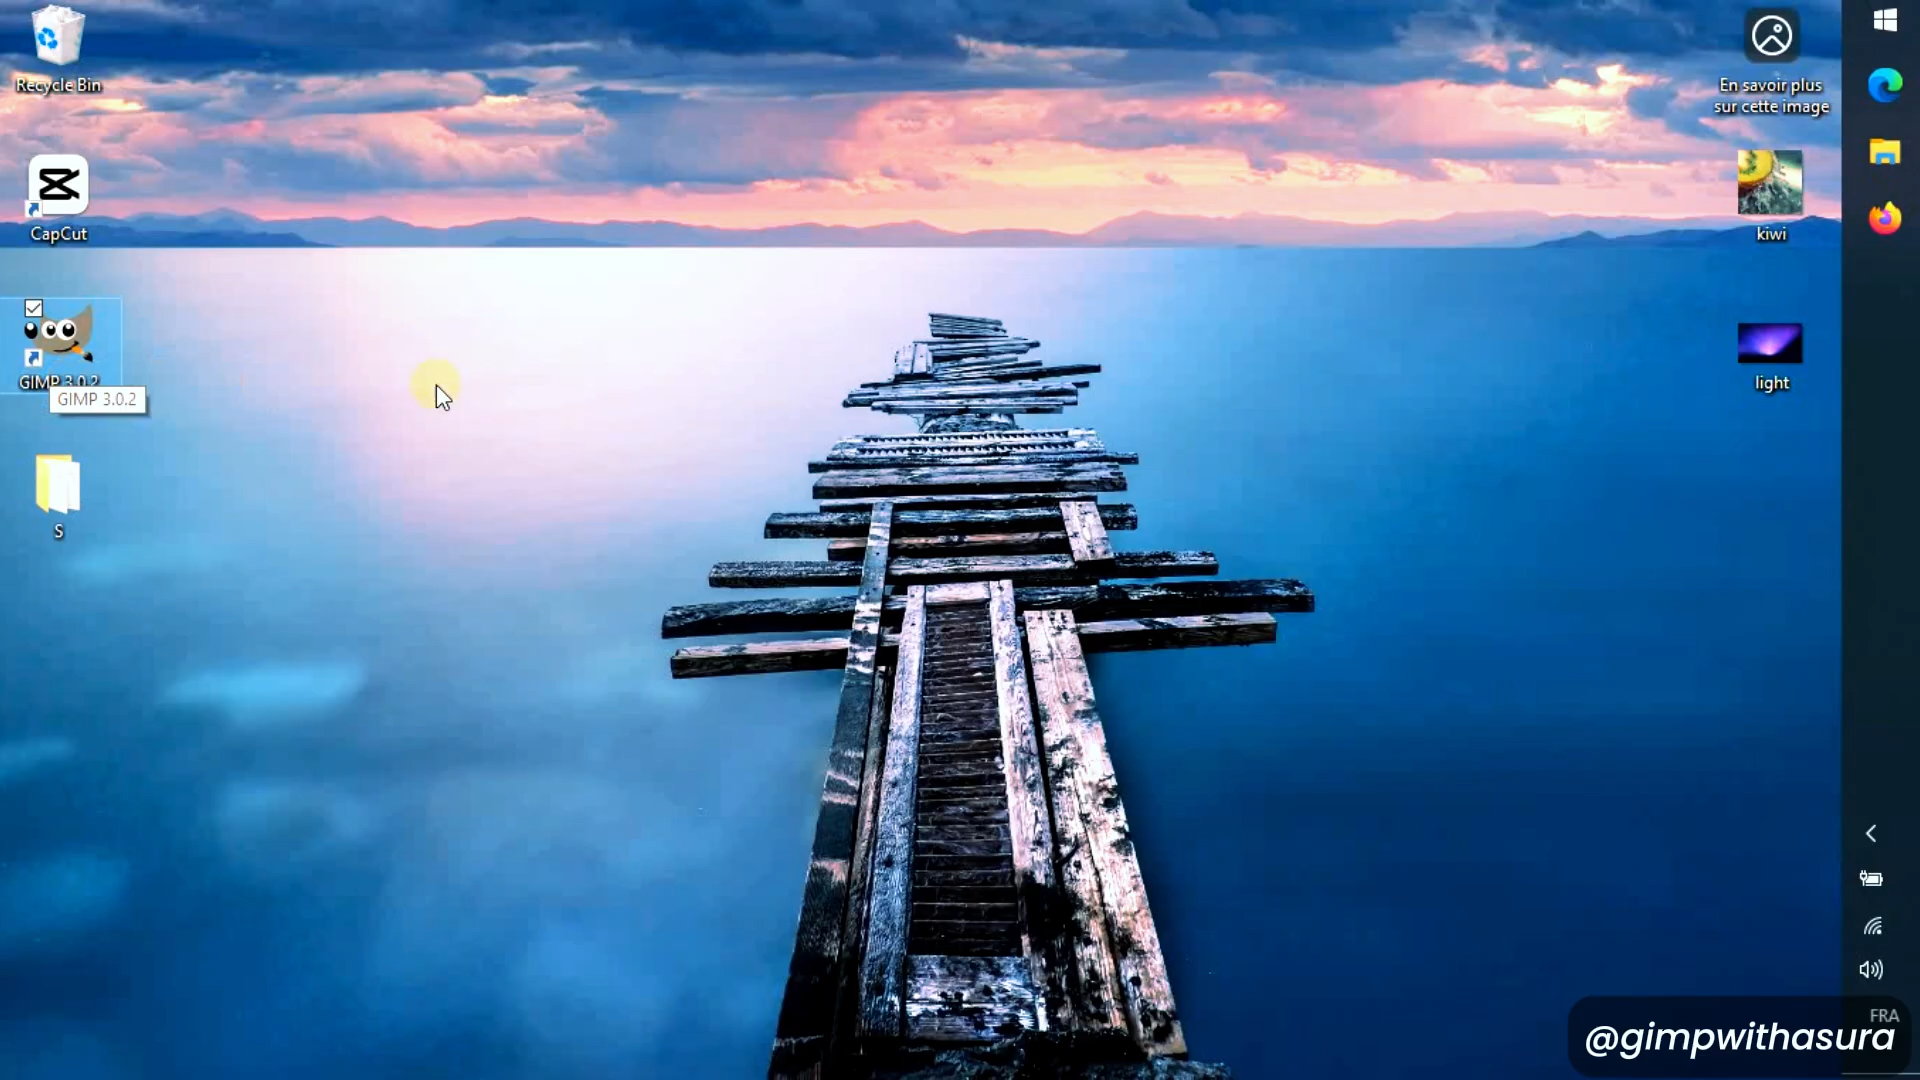 Recycle Bin
CapCut
GIMP 3.0.2
GIMP 3.0.2
S
En savoir plus
sur cette image
kiwi
light
FRA
@gimpwithasura